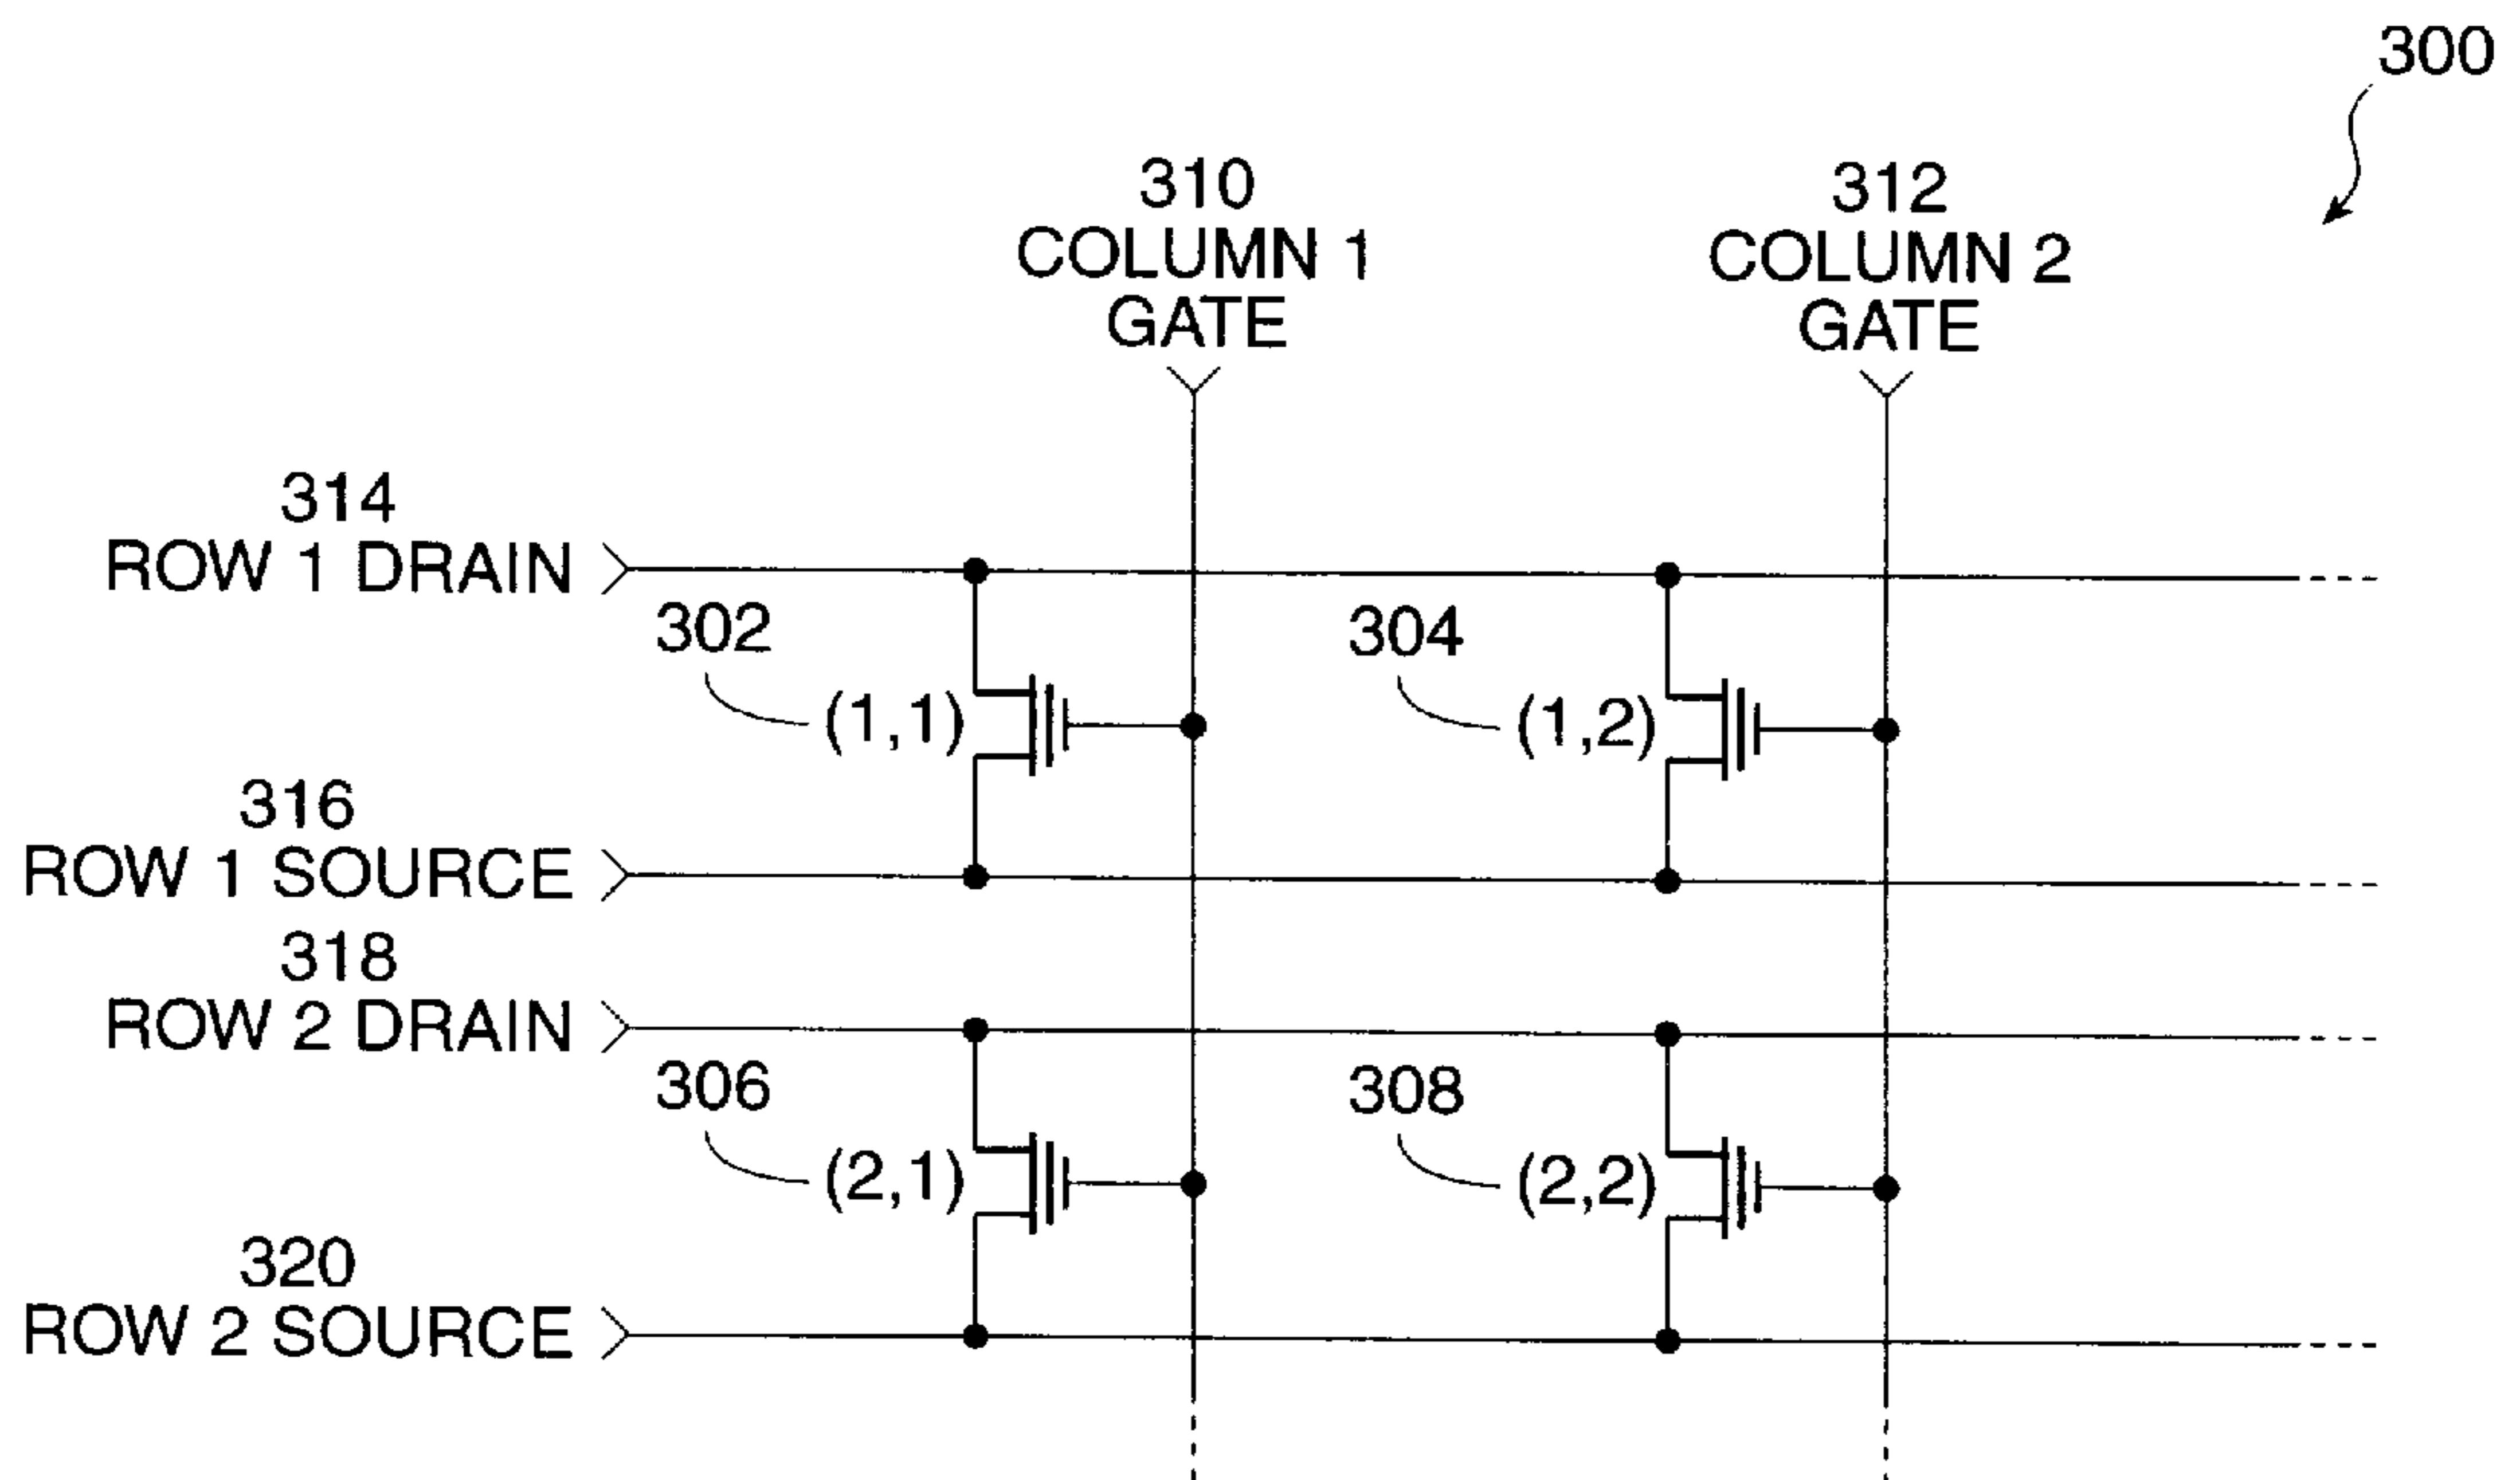 300
310
COLUMN 1
GATE
312
COLUMN 2
GATE
314
ROW 1 DRAIN
302
(1,1)
304
(1,2)
316
ROW 1 SOURCE
318
ROW 2 DRAIN
306
(2,1)
308
(2,2)
320
ROW 2 SOURCE